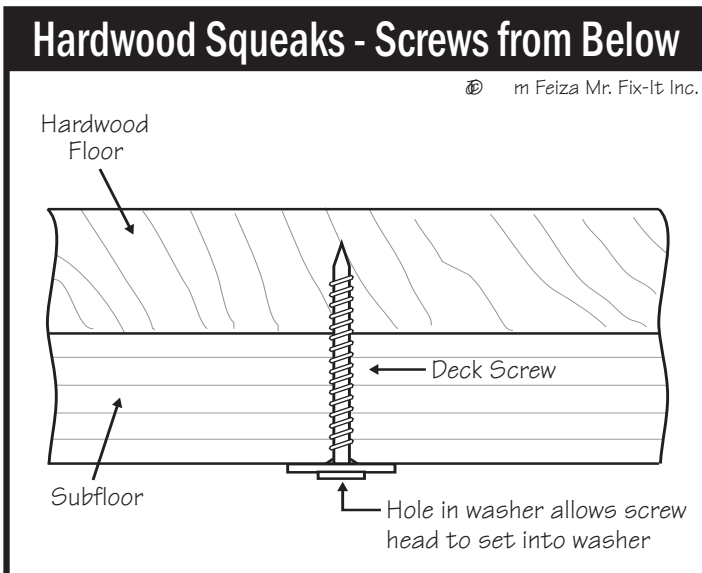 Hardwood Squeaks - Screws from Below
© m Feiza Mr. Fix-It Inc.
Hardwood
Floor
Deck Screw
Subfloor
Hole in washer allows screw
head to set into washer